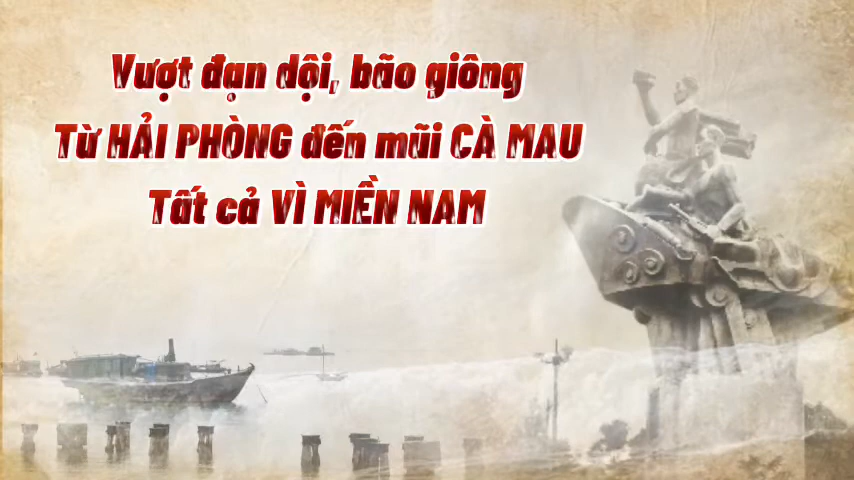 Vượt đạn dội, bão giông
Từ HẢI PHÒNG đến mũi CÀ MAU
Tất cả VÌ MIỀN NAM